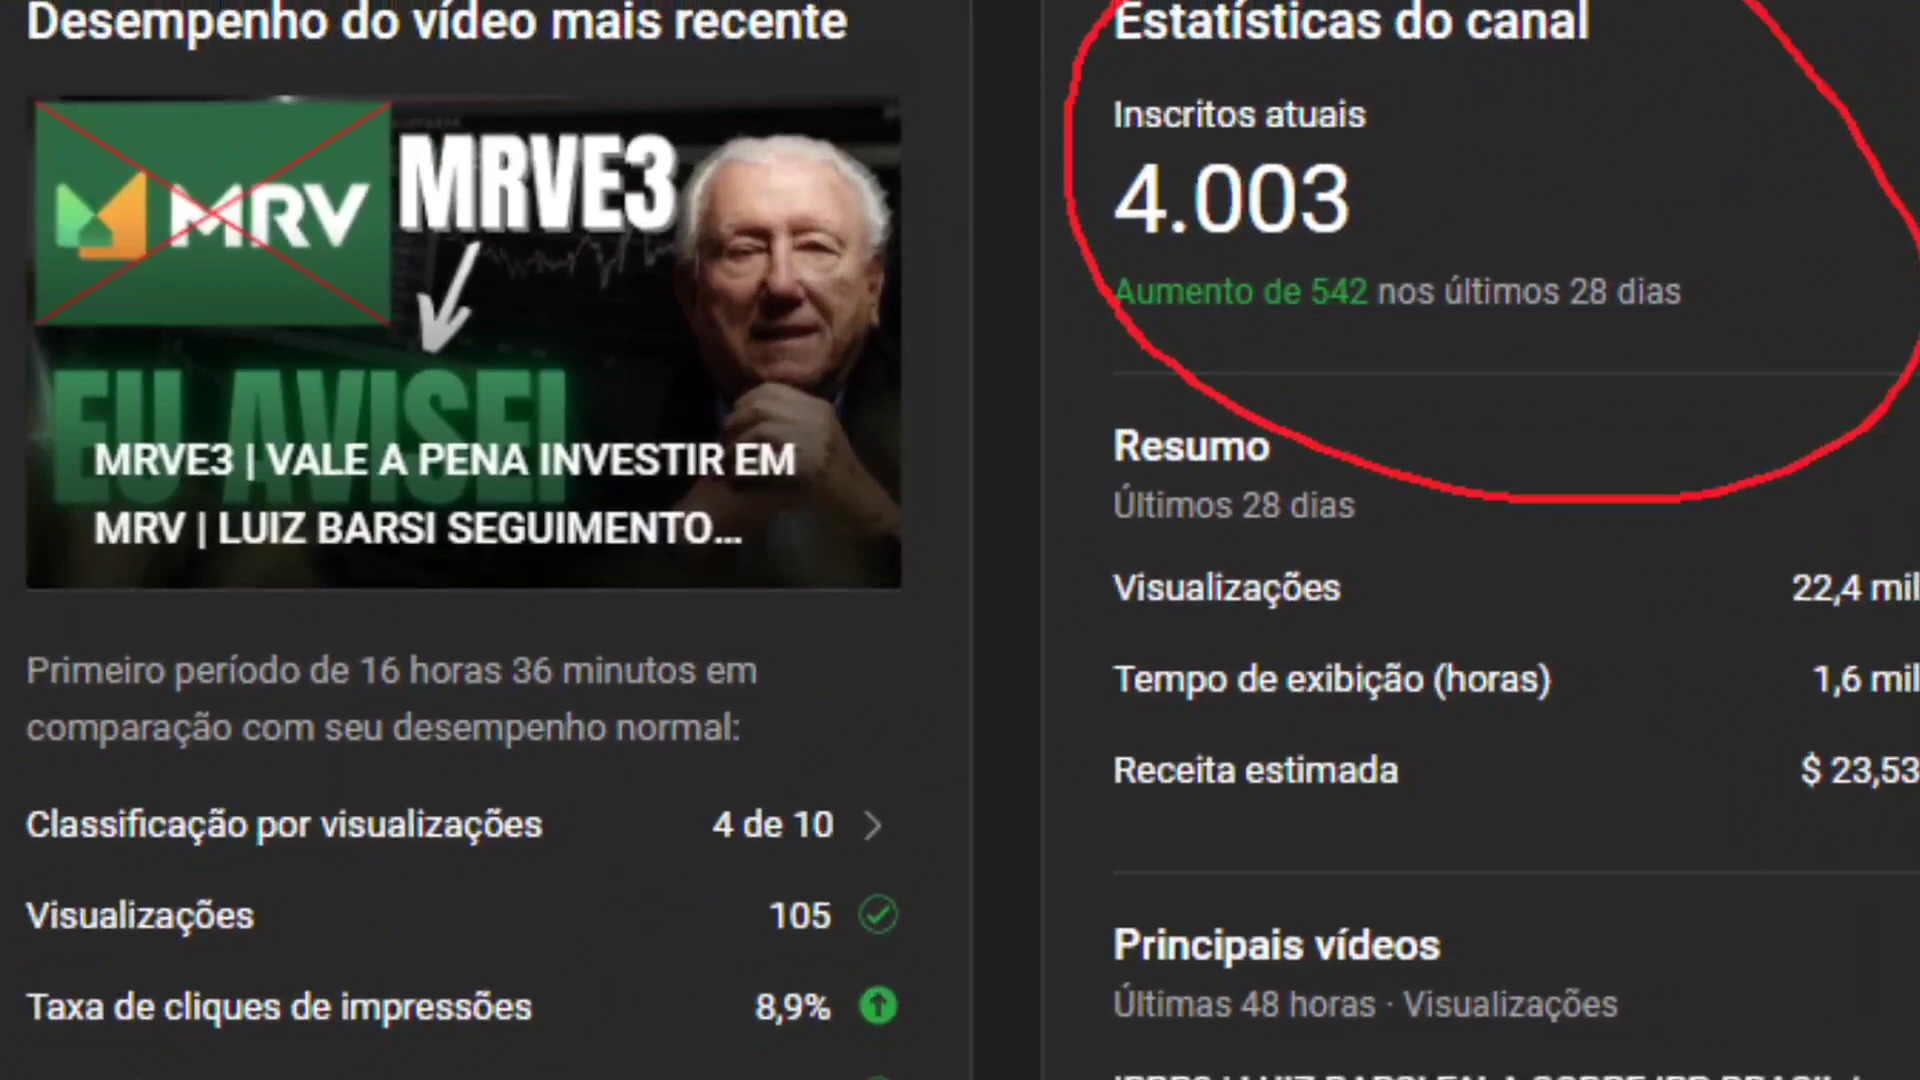 Desempenho do vídeo mais recente
MRV
MRVE3
EU AVISEI
MRVE3 | VALE A PENA INVESTIR EM
MRV | LUIZ BARSI SEGUIMENTO...
Primeiro período de 16 horas 36 minutos em
comparação com seu desempenho normal:
Classificação por visualizações 4 de 10
Visualizações 105
Taxa de cliques de impressões 8,9%
Estatísticas do canal
Inscritos atuais
4.003
Aumento de 542 nos últimos 28 dias
Resumo
Últimos 28 dias
Visualizações 22,4 mil
Tempo de exibição (horas) 1,6 mil
Receita estimada $ 23,53
Principais vídeos
Últimas 48 horas · Visualizações